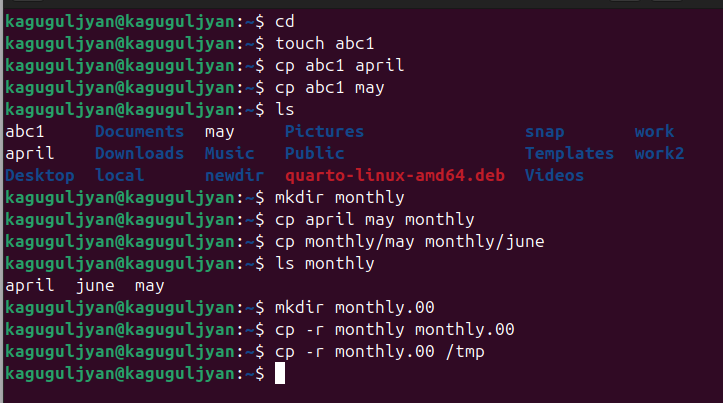 kaguguljyan@kaguguljyan:~$ cd
kaguguljyan@kaguguljyan:~$ touch abc1
kaguguljyan@kaguguljyan:~$ cp abc1 april
kaguguljyan@kaguguljyan:~$ cp abc1 may
kaguguljyan@kaguguljyan:~$ ls
abc1     Documents  may      Pictures               snap       work
april    Downloads  Music    Public                 Templates  work2
Desktop  local      newdir   quarto-linux-amd64.deb  Videos
kaguguljyan@kaguguljyan:~$ mkdir monthly
kaguguljyan@kaguguljyan:~$ cp april may monthly
kaguguljyan@kaguguljyan:~$ cp monthly/may monthly/june
kaguguljyan@kaguguljyan:~$ ls monthly
april  june  may
kaguguljyan@kaguguljyan:~$ mkdir monthly.00
kaguguljyan@kaguguljyan:~$ cp -r monthly monthly.00
kaguguljyan@kaguguljyan:~$ cp -r monthly.00 /tmp
kaguguljyan@kaguguljyan:~$